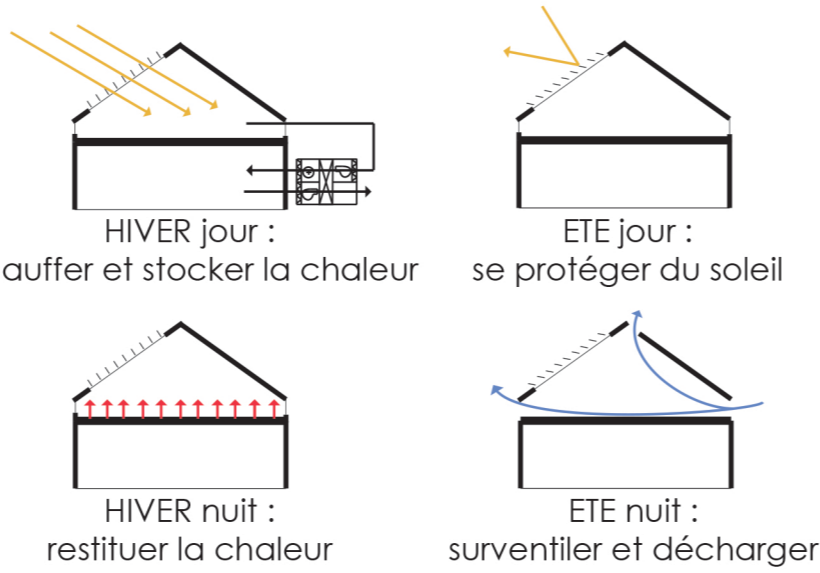 HIVER jour :
auffer et stocker la chaleur
ETE jour :
se protéger du soleil
HIVER nuit :
restituer la chaleur
ETE nuit :
surventiler et décharger